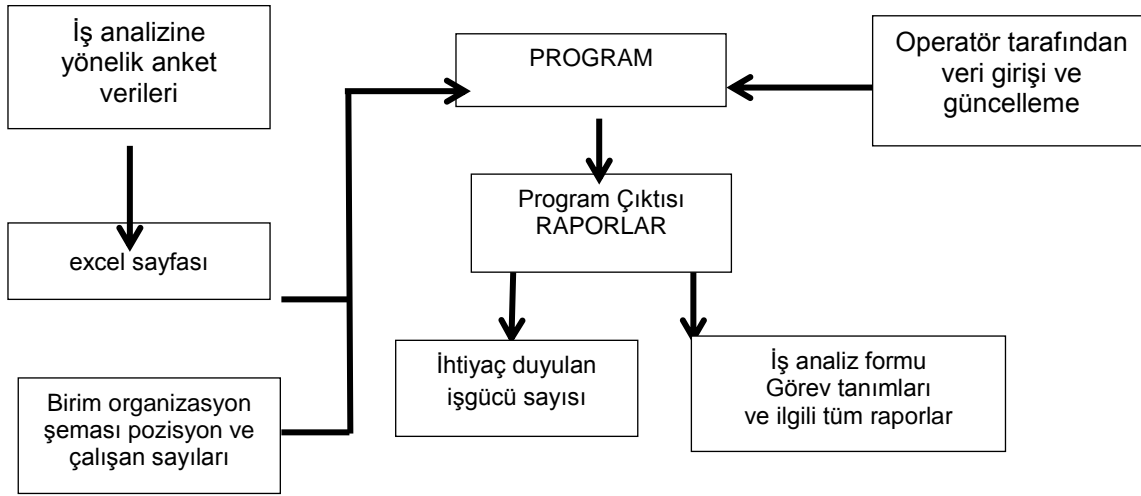 İş analizine
yönelik anket
verileri
PROGRAM
Operatör tarafından
veri girişi ve
güncelleme
Program Çıktısı
RAPORLAR
excel sayfası
İhtiyaç duyulan
işgücü sayısı
İş analiz formu
Görev tanımları
ve ilgili tüm raporlar
Birim organizasyon
şeması pozisyon ve
çalışan sayıları